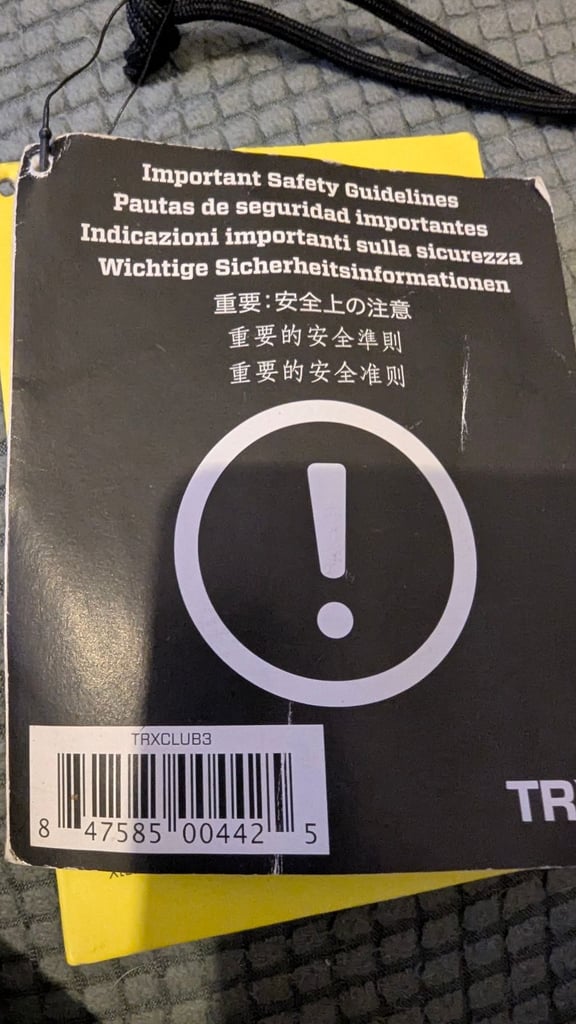 Important Safety Guidelines
Pautas de seguridad importantes
Indicazioni importanti sulla sicurezza
Wichtige Sicherheitsinformationen
重要：安全上の注意
重要的安全準則
重要的安全准则
TRXCLUB3
8 47585 00442 5
TR